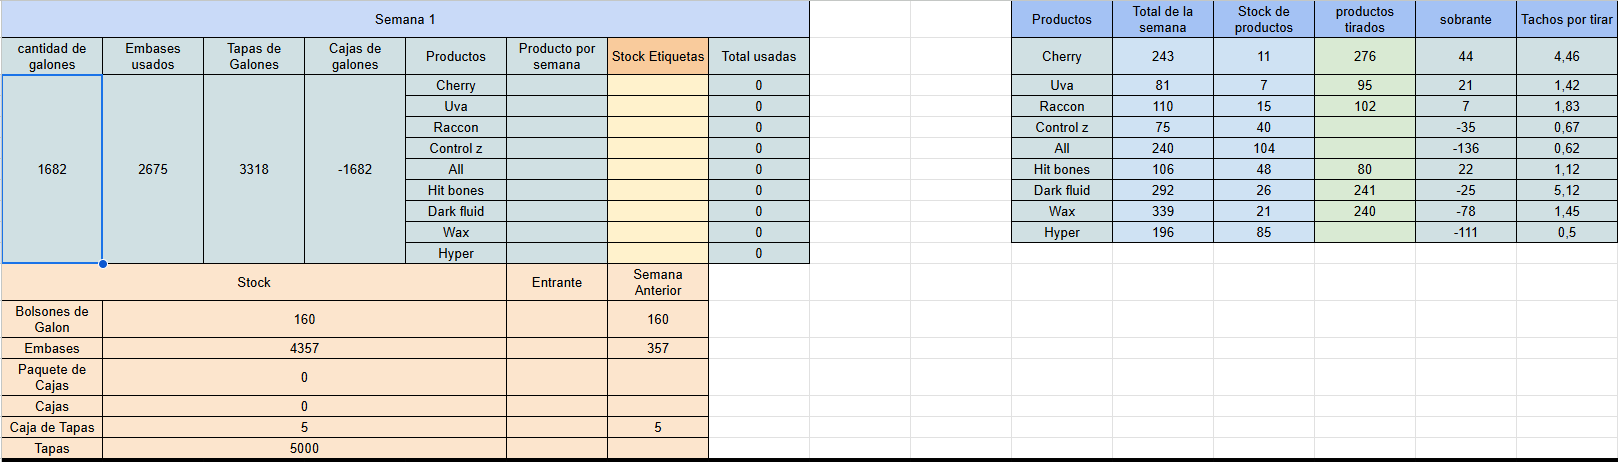 Semana 1
cantidad de galones	Embases usados	Tapas de Galones	Cajas de galones	Productos	Producto por semana	Stock Etiquetas	Total usadas
1682	2675	3318	-1682
Cherry	0
Uva	0
Raccon	0
Control z	0
All	0
Hit bones	0
Dark fluid	0
Wax	0
Hyper	0
Stock	Entrante	Semana Anterior
Bolsones de Galon	160	160
Embases	4357	357
Paquete de Cajas	0
Cajas	0
Caja de Tapas	5	5
Tapas	5000
Productos	Total de la semana	Stock de productos	productos tirados	sobrante	Tachos por tirar
Cherry	243	11	276	44	4,46
Uva	81	7	95	21	1,42
Raccon	110	15	102	7	1,83
Control z	75	40	-35	0,67
All	240	104	-136	0,62
Hit bones	106	48	80	22	1,12
Dark fluid	292	26	241	-25	5,12
Wax	339	21	240	-78	1,45
Hyper	196	85	-111	0,5